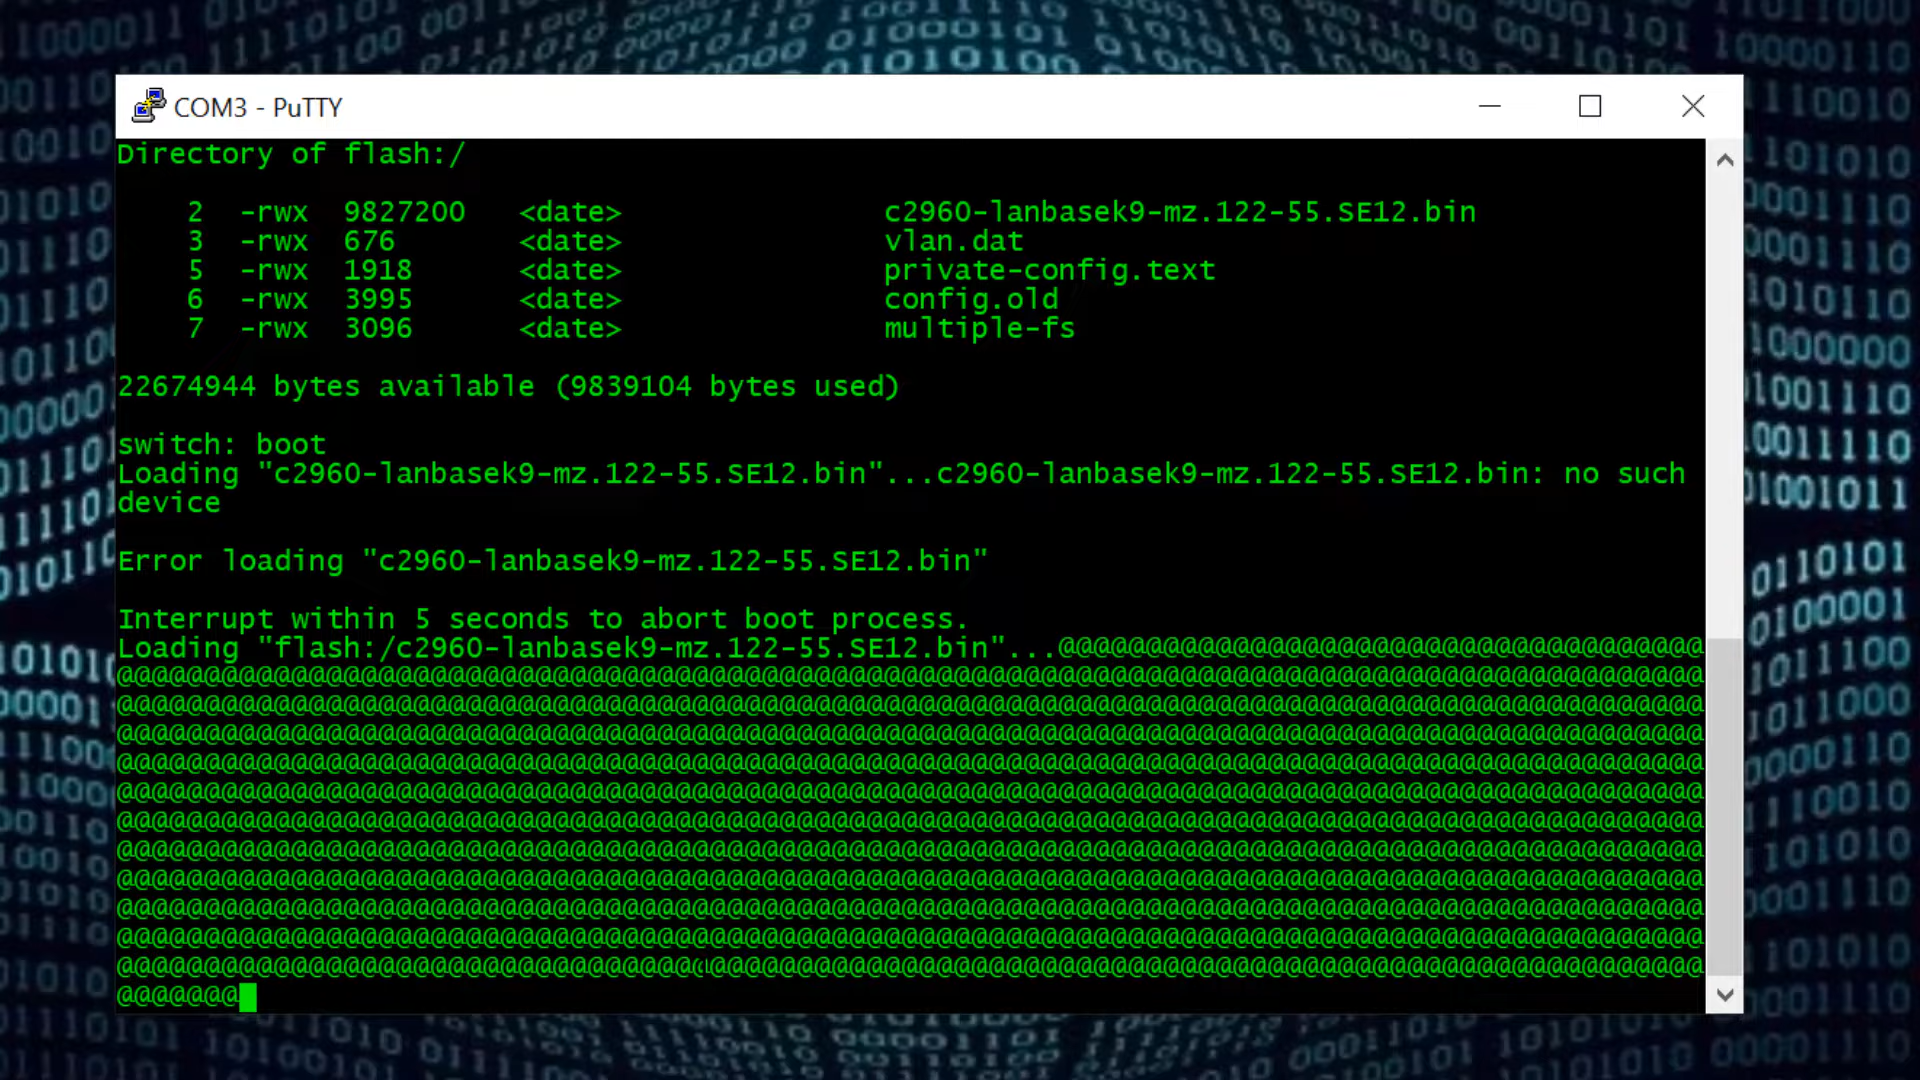 COM3 - PuTTY
Directory of flash:/
2 -rwx 9827200 <date> c2960-lanbasek9-mz.122-55.SE12.bin
3 -rwx 676 <date> vlan.dat
5 -rwx 1918 <date> private-config.text
6 -rwx 3995 <date> config.old
7 -rwx 3096 <date> multiple-fs
22674944 bytes available (9839104 bytes used)
switch: boot
Loading "c2960-lanbasek9-mz.122-55.SE12.bin"...c2960-lanbasek9-mz.122-55.SE12.bin: no such
device
Error loading "c2960-lanbasek9-mz.122-55.SE12.bin"
Interrupt within 5 seconds to abort boot process.
Loading "flash:/c2960-lanbasek9-mz.122-55.SE12.bin"...@@@@@@@@@@@@@@@@@@@@@@@@@@@@@@@@@@@@@
@@@@@@@@@@@@@@@@@@@@@@@@@@@@@@@@@@@@@@@@@@@@@@@@@@@@@@@@@@@@@@@@@@@@@@@@@@@@@@@@@@@@@@@@@@@
@@@@@@@@@@@@@@@@@@@@@@@@@@@@@@@@@@@@@@@@@@@@@@@@@@@@@@@@@@@@@@@@@@@@@@@@@@@@@@@@@@@@@@@@@@@
@@@@@@@@@@@@@@@@@@@@@@@@@@@@@@@@@@@@@@@@@@@@@@@@@@@@@@@@@@@@@@@@@@@@@@@@@@@@@@@@@@@@@@@@@@@
@@@@@@@@@@@@@@@@@@@@@@@@@@@@@@@@@@@@@@@@@@@@@@@@@@@@@@@@@@@@@@@@@@@@@@@@@@@@@@@@@@@@@@@@@@@
@@@@@@@@@@@@@@@@@@@@@@@@@@@@@@@@@@@@@@@@@@@@@@@@@@@@@@@@@@@@@@@@@@@@@@@@@@@@@@@@@@@@@@@@@@@
@@@@@@@@@@@@@@@@@@@@@@@@@@@@@@@@@@@@@@@@@@@@@@@@@@@@@@@@@@@@@@@@@@@@@@@@@@@@@@@@@@@@@@@@@@@
@@@@@@@@@@@@@@@@@@@@@@@@@@@@@@@@@@@@@@@@@@@@@@@@@@@@@@@@@@@@@@@@@@@@@@@@@@@@@@@@@@@@@@@@@@@
@@@@@@@@@@@@@@@@@@@@@@@@@@@@@@@@@@@@@@@@@@@@@@@@@@@@@@@@@@@@@@@@@@@@@@@@@@@@@@@@@@@@@@@@@@@
@@@@@@@@@@@@@@@@@@@@@@@@@@@@@@@@@@@@@@@@@@@@@@@@@@@@@@@@@@@@@@@@@@@@@@@@@@@@@@@@@@@@@@@@@@@
@@@@@@@@@@@@@@@@@@@@@@@@@@@@@@@@@@@@@@@@@@@@@@@@@@@@@@@@@@@@@@@@@@@@@@@@@@@@@@@@@@@@@@@@@@@
@@@@@@@@@@@@@@@@@@@@@@@@@@@@@@@@@@@@@@@@@@@@@@@@@@@@@@@@@@@@@@@@@@@@@@@@@@@@@@@@@@@@@@@@@@@
@@@@@@@